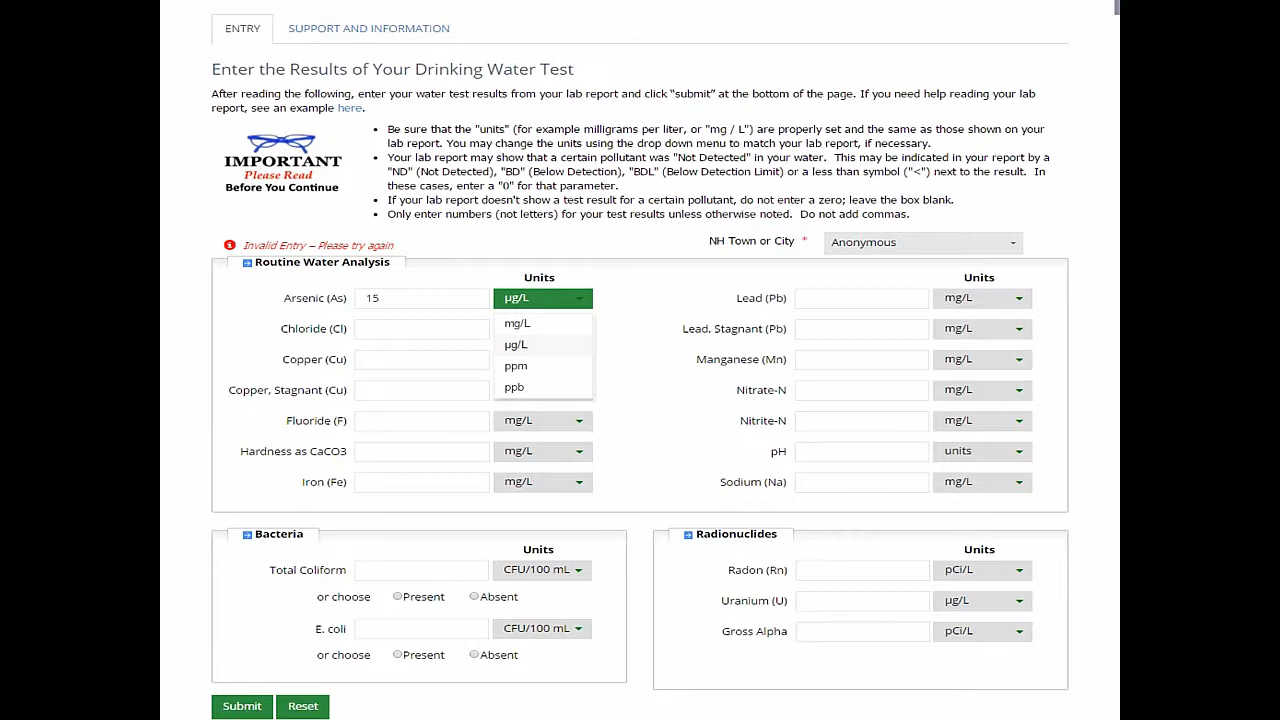 ENTRY
SUPPORT AND INFORMATION
Enter the Results of Your Drinking Water Test
After reading the following, enter your water test results from your lab report and click “submit” at the bottom of the page. If you need help reading your lab
report, see an example here.
IMPORTANT
Please Read
Before You Continue
• Be sure that the "units" (for example milligrams per liter, or "mg / L") are properly set and the same as those shown on your
lab report. You may change the units using the drop down menu to match your lab report, if necessary.
• Your lab report may show that a certain pollutant was "Not Detected" in your water. This may be indicated in your report by a
"ND" (Not Detected), "BD" (Below Detection), "BDL" (Below Detection Limit) or a less than symbol ("<") next to the result. In
these cases, enter a "0" for that parameter.
• If your lab report doesn't show a test result for a certain pollutant, do not enter a zero; leave the box blank.
• Only enter numbers (not letters) for your test results unless otherwise noted. Do not add commas.
Invalid Entry – Please try again
NH Town or City * Anonymous
Routine Water Analysis
Units
Arsenic (As) 15 µg/L
mg/L
µg/L
ppm
ppb
Chloride (Cl)
Copper (Cu)
Copper, Stagnant (Cu)
Fluoride (F) mg/L
Hardness as CaCO3 mg/L
Iron (Fe) mg/L
Units
Lead (Pb) mg/L
Lead, Stagnant (Pb) mg/L
Manganese (Mn) mg/L
Nitrate-N mg/L
Nitrite-N mg/L
pH units
Sodium (Na) mg/L
Bacteria
Units
Total Coliform CFU/100 mL
or choose Present Absent
E. coli CFU/100 mL
or choose Present Absent
Radionuclides
Units
Radon (Rn) pCi/L
Uranium (U) µg/L
Gross Alpha pCi/L
Submit Reset